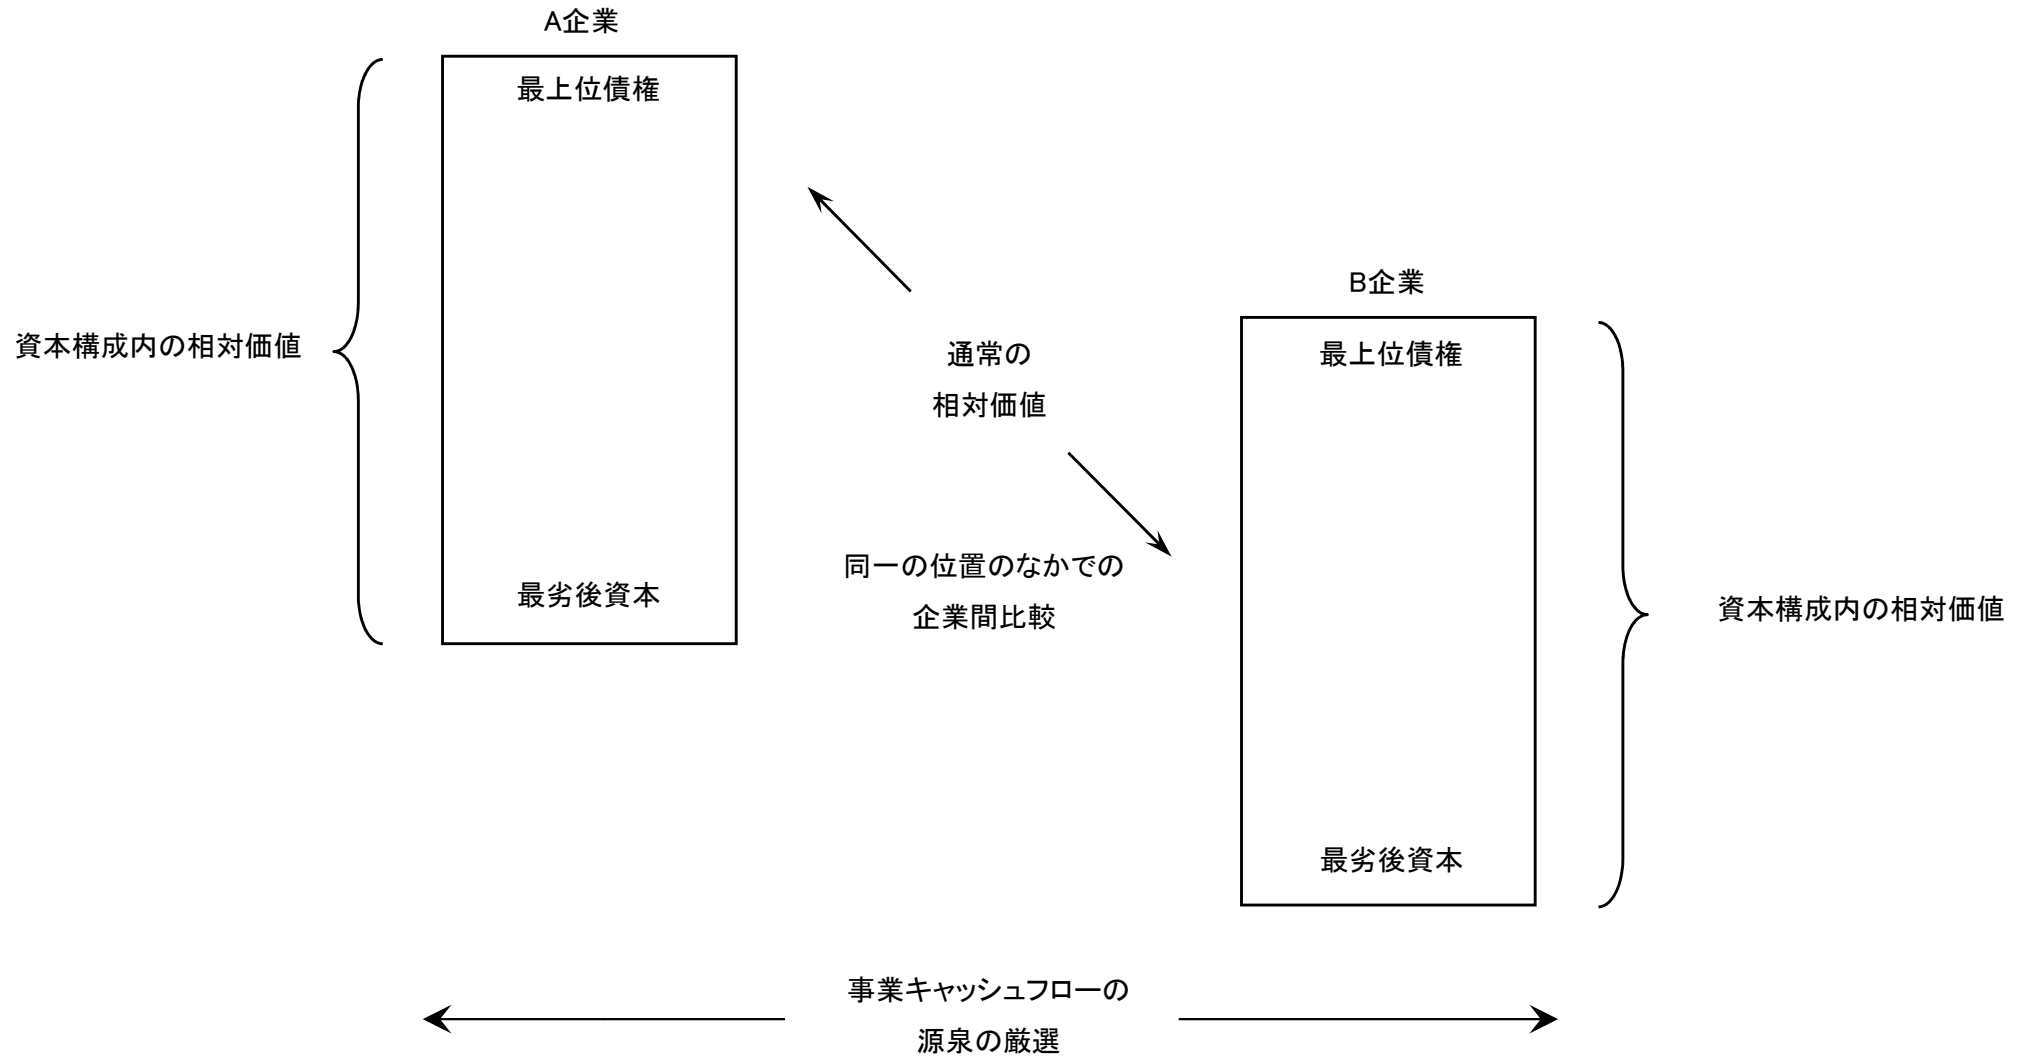 A企業
最上位債権
最劣後資本
資本構成内の相対価値
通常の
相対価値
同一の位置のなかでの
企業間比較
B企業
最上位債権
最劣後資本
資本構成内の相対価値
事業キャッシュフローの
源泉の厳選